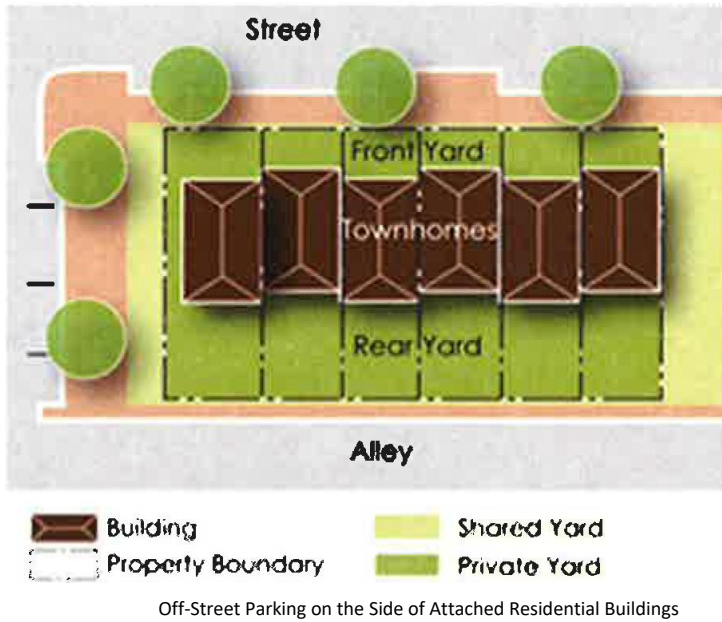 Street
Front Yard
Townhomes
Rear Yard
Alley
Building
Shared Yard
Property Boundary
Private Yard
Off-Street Parking on the Side of Attached Residential Buildings